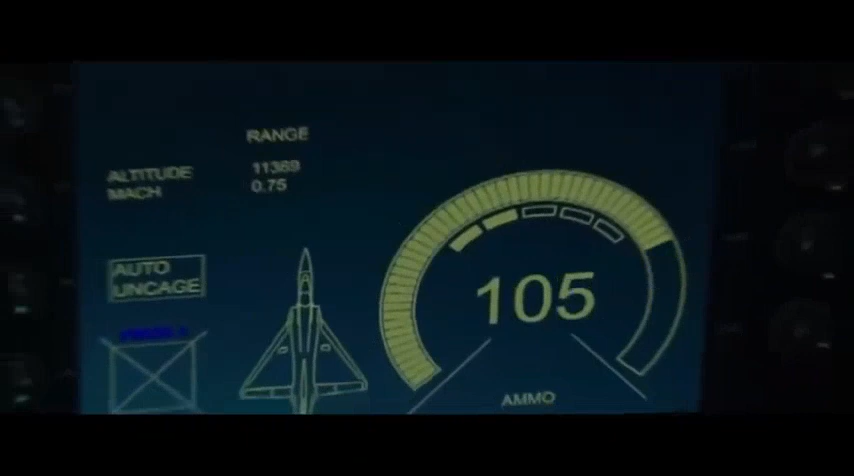 RANGE
ALTITUDE 11369
MACH 0.75
AUTO
UNCAGE
105
AMMO